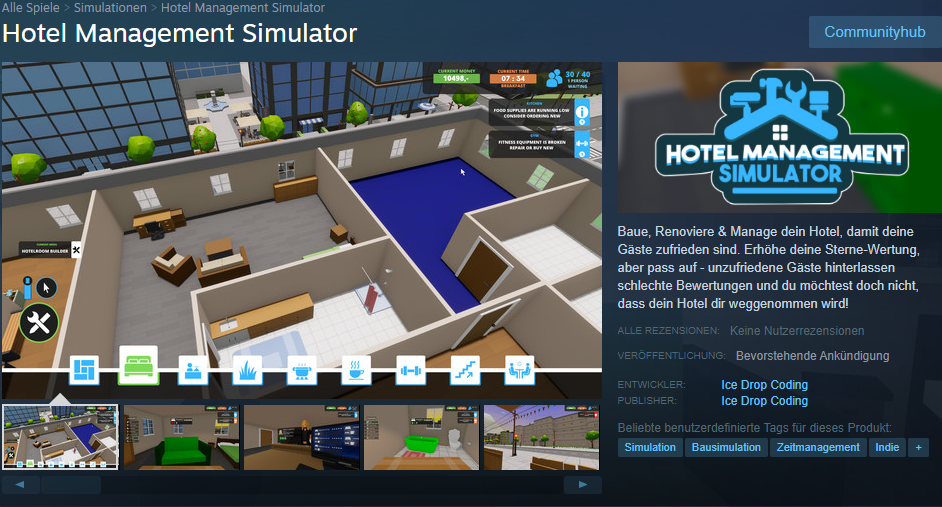 Alle Spiele > Simulationen > Hotel Management Simulator
Hotel Management Simulator
Communityhub
CURRENT MONEY
10498,-
CURRENT TIME
07 : 34
BREAKFAST
30 / 40
1 PERSON
WAITING
KITCHEN
FOOD SUPPLIES ARE RUNNING LOW
CONSIDER ORDERING NEW
GYM
FITNESS EQUIPMENT IS BROKEN
REPAIR OR BUY NEW
CURRENT MENU
HOTELROOM BUILDER
HOTEL MANAGEMENT
SIMULATOR
Baue, Renoviere & Manage dein Hotel, damit deine
Gäste zufrieden sind. Erhöhe deine Sterne-Wertung,
aber pass auf - unzufriedene Gäste hinterlassen
schlechte Bewertungen und du möchtest doch nicht,
dass dein Hotel dir weggenommen wird!
ALLE REZENSIONEN: Keine Nutzerrezensionen
VERÖFFENTLICHUNG: Bevorstehende Ankündigung
ENTWICKLER: Ice Drop Coding
PUBLISHER: Ice Drop Coding
Beliebte benutzerdefinierte Tags für dieses Produkt:
Simulation Bausimulation Zeitmanagement Indie +